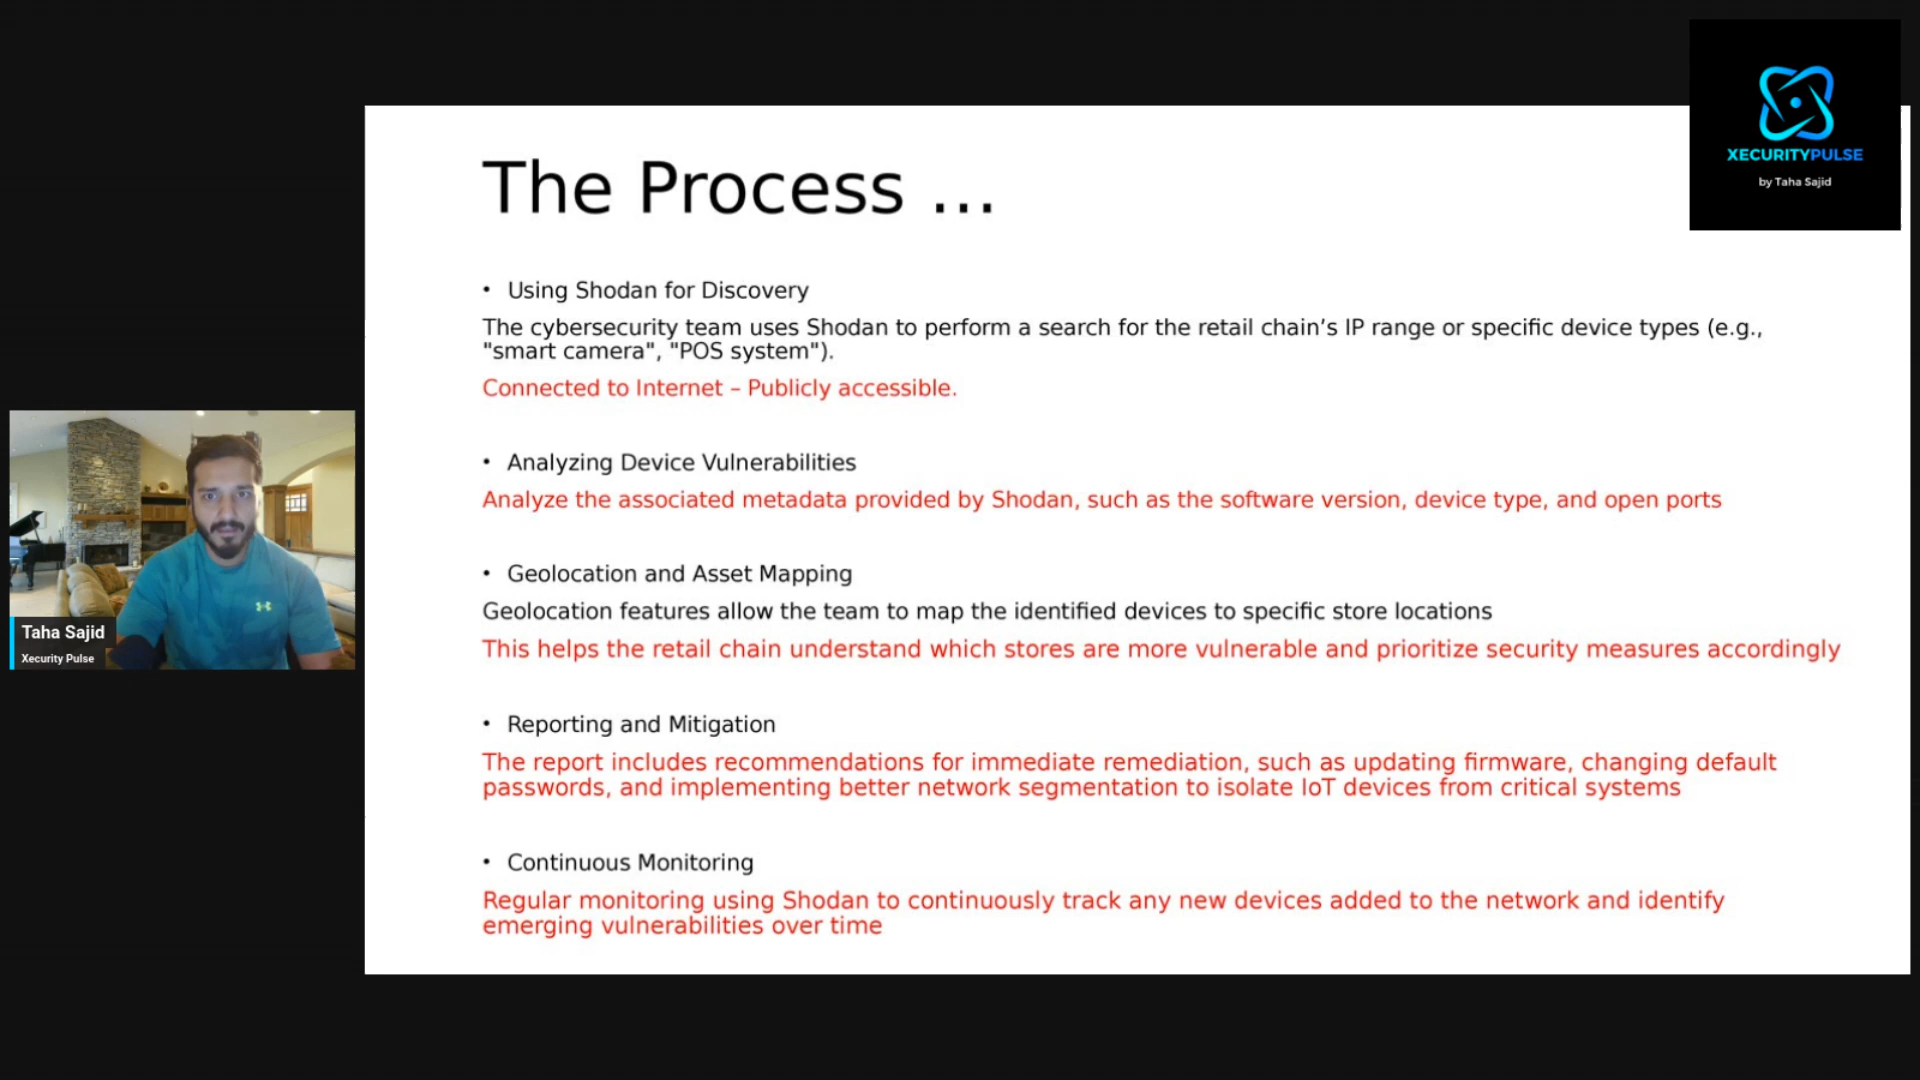 XECURITYPULSE
by Taha Sajid
The Process ...
• Using Shodan for Discovery
The cybersecurity team uses Shodan to perform a search for the retail chain’s IP range or specific device types (e.g.,
"smart camera", "POS system").
Connected to Internet – Publicly accessible.
• Analyzing Device Vulnerabilities
Analyze the associated metadata provided by Shodan, such as the software version, device type, and open ports
• Geolocation and Asset Mapping
Geolocation features allow the team to map the identified devices to specific store locations
This helps the retail chain understand which stores are more vulnerable and prioritize security measures accordingly
• Reporting and Mitigation
The report includes recommendations for immediate remediation, such as updating firmware, changing default
passwords, and implementing better network segmentation to isolate IoT devices from critical systems
• Continuous Monitoring
Regular monitoring using Shodan to continuously track any new devices added to the network and identify
emerging vulnerabilities over time
Taha Sajid
Xecurity Pulse